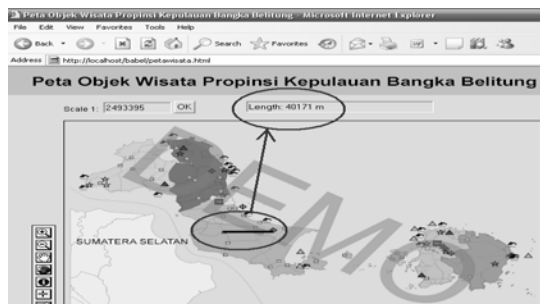 Peta Objek Wisata Propinsi Kepulauan Bangka Belitung - Microsoft Internet Explorer
File Edit View Favorites Tools Help
Back Search Favorites
Address http://localhost/babel/petawisata.html
Peta Objek Wisata Propinsi Kepulauan Bangka Belitung
Scale 1: 2493395 OK Length: 40171 m
DEMO
SUMATERA SELATAN